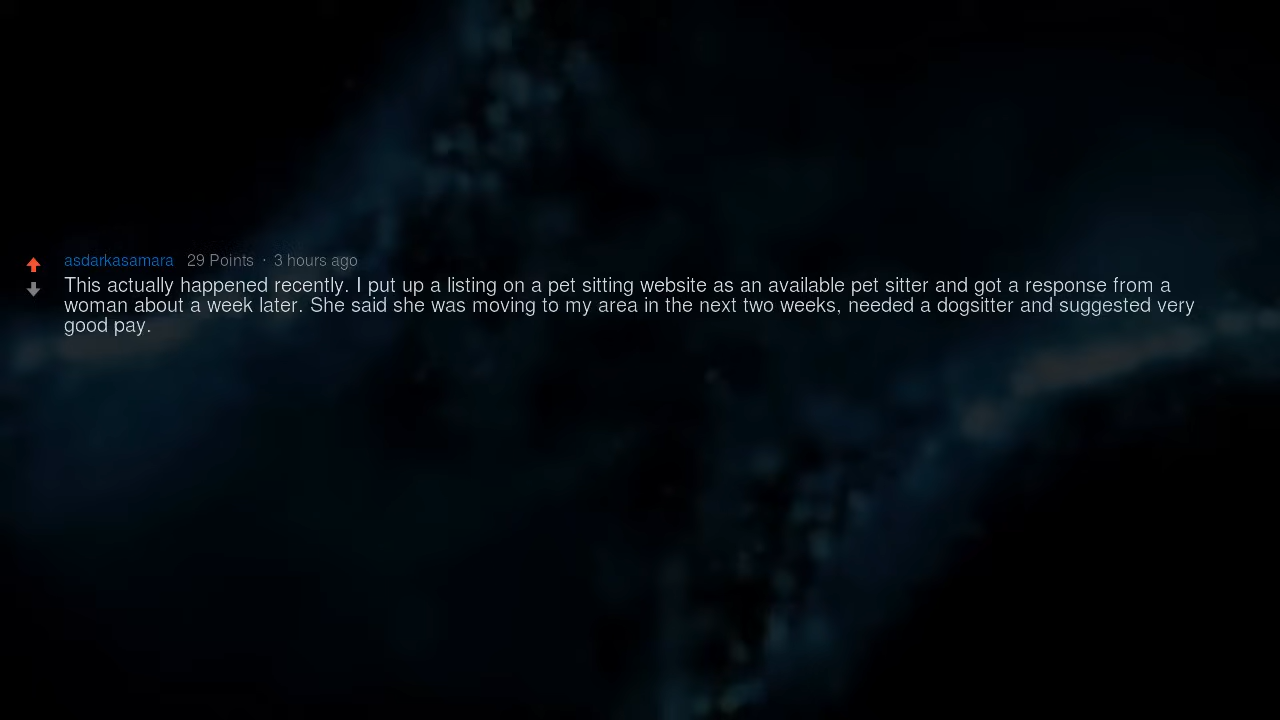 asdarkasamara 29 Points · 3 hours ago
This actually happened recently. I put up a listing on a pet sitting website as an available pet sitter and got a response from a
woman about a week later. She said she was moving to my area in the next two weeks, needed a dogsitter and suggested very
good pay.